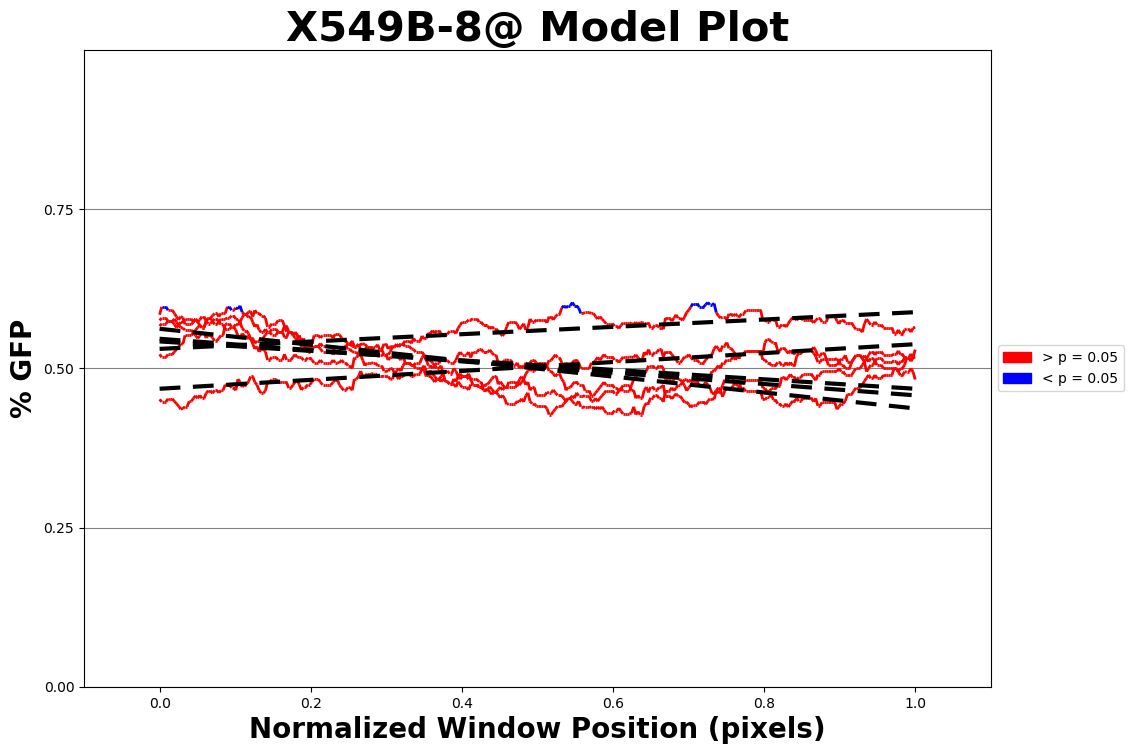 X549B-8@ Model Plot
% GFP
0.75
0.50
0.25
0.00
0.0 0.2 0.4 0.6 0.8 1.0
Normalized Window Position (pixels)
> p = 0.05
< p = 0.05